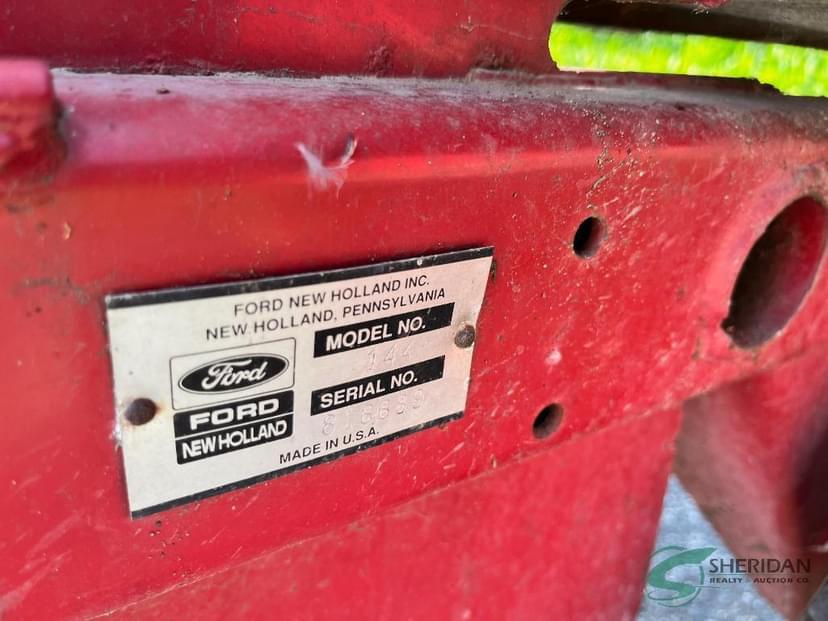 FORD NEW HOLLAND INC.
NEW HOLLAND, PENNSYLVANIA
MODEL NO.
144
Ford
FORD
NEW HOLLAND
SERIAL NO.
MADE IN U.S.A.
SHERIDAN
REALTY & AUCTION CO.